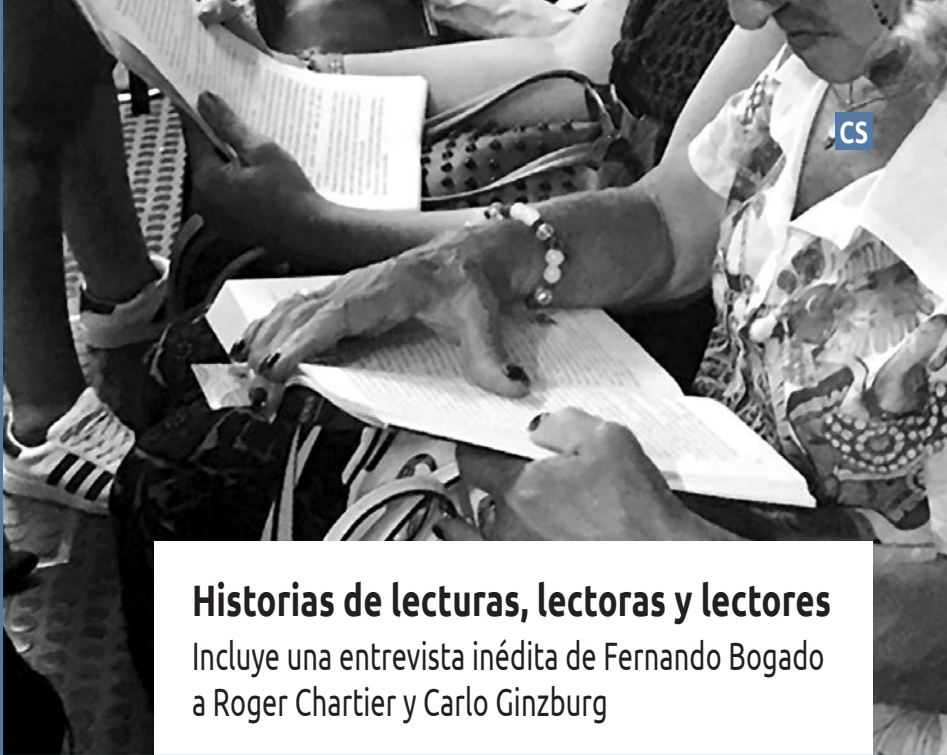 CS
Historias de lecturas, lectoras y lectores
Incluye una entrevista inédita de Fernando Bogado
a Roger Chartier y Carlo Ginzburg